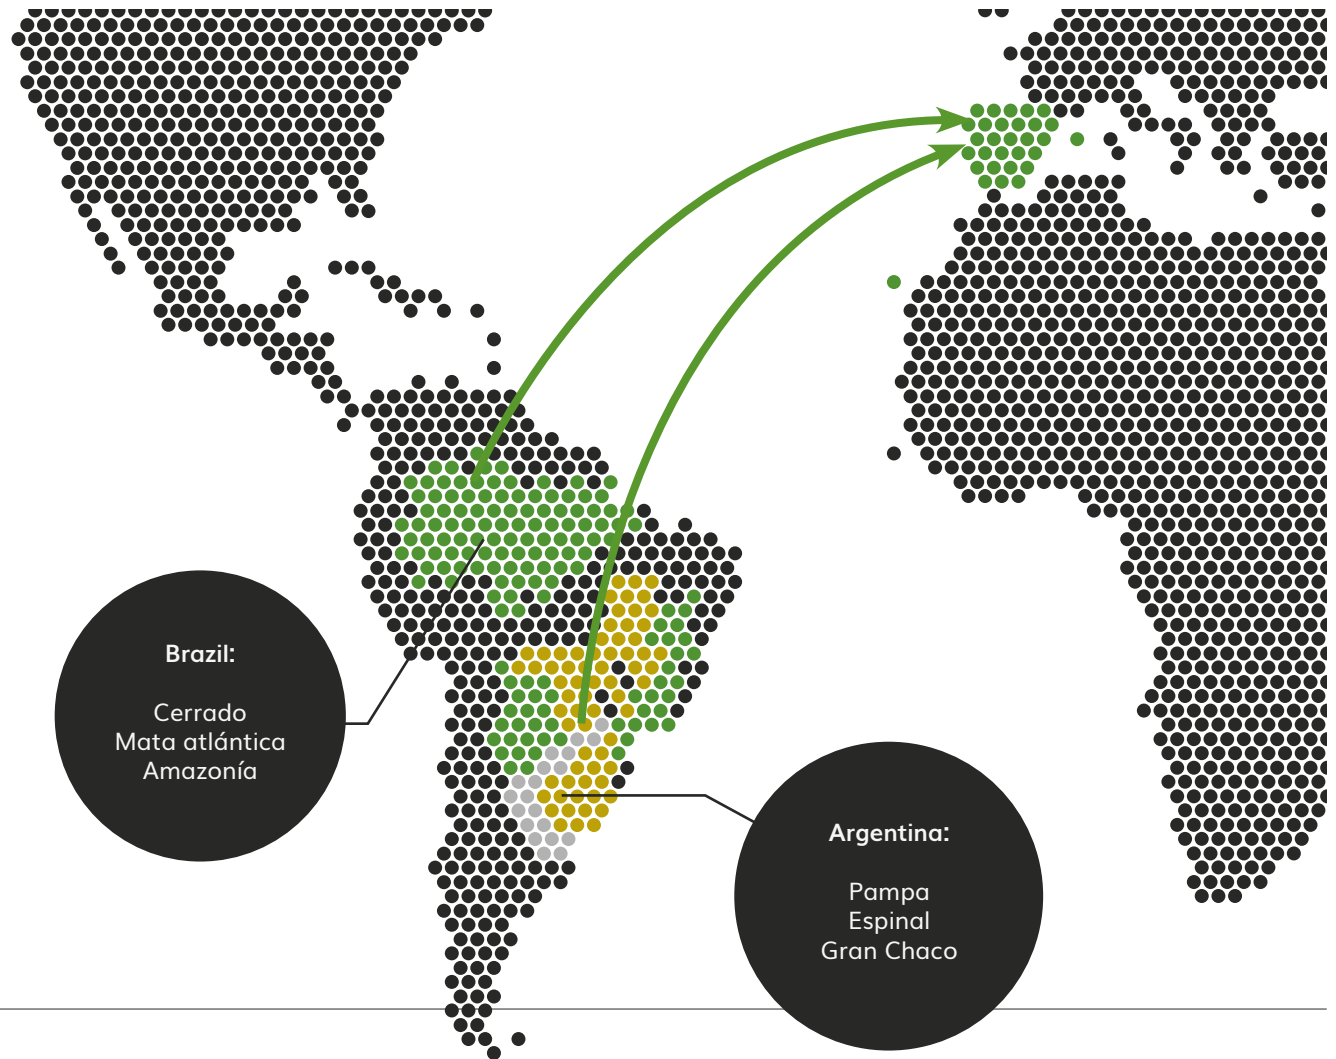 Brazil:
Cerrado
Mata atlántica
Amazonía
Argentina:
Pampa
Espinal
Gran Chaco